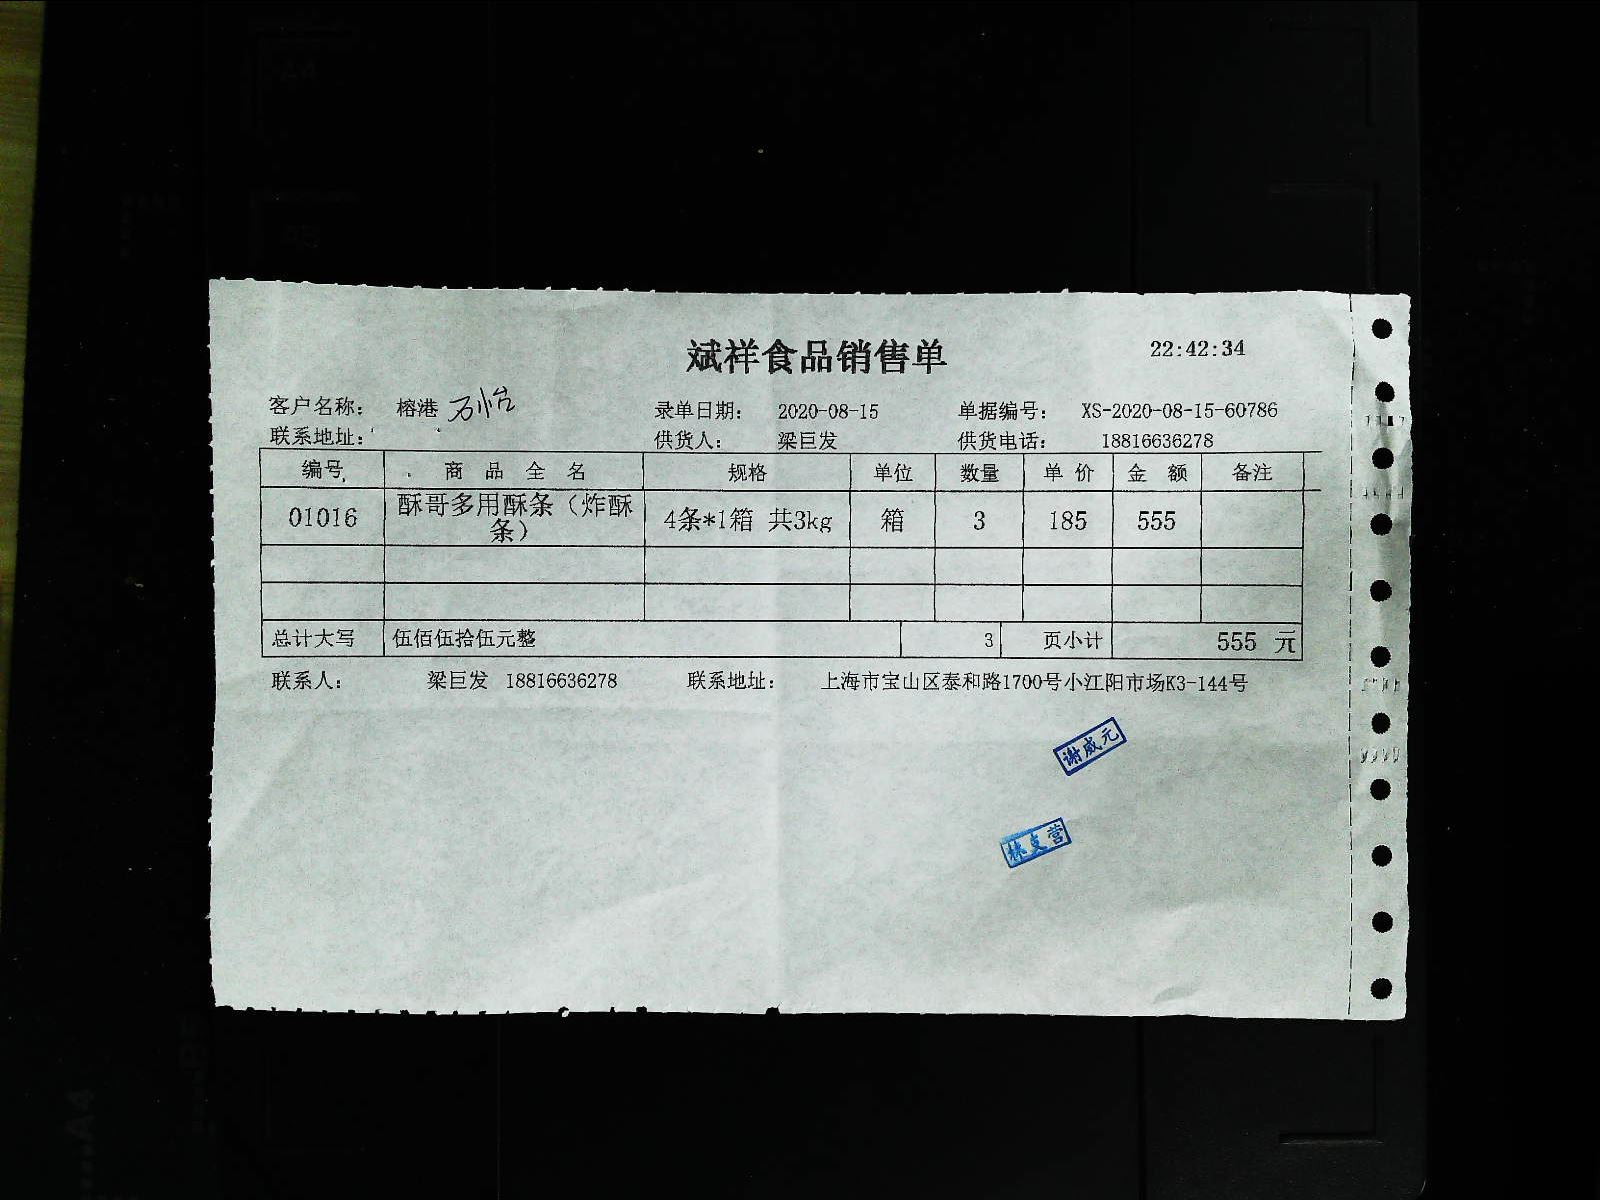 斌祥食品销售单 22:42:34
客户名称： 榕港 录单日期： 2020-08-15 单据编号： XS-2020-08-15-60786
联系地址： 供货人： 梁巨发 供货电话： 18816636278
编号 商 品 全 名 规格 单位 数量 单 价 金 额 备注
01016 酥哥多用酥条（炸酥条） 4条*1箱 共3kg 箱 3 185 555
总计大写 伍佰伍拾伍元整 3 页小计 555 元
联系人： 梁巨发 18816636278 联系地址： 上海市宝山区泰和路1700号小江阳市场K3-144号
谢威元